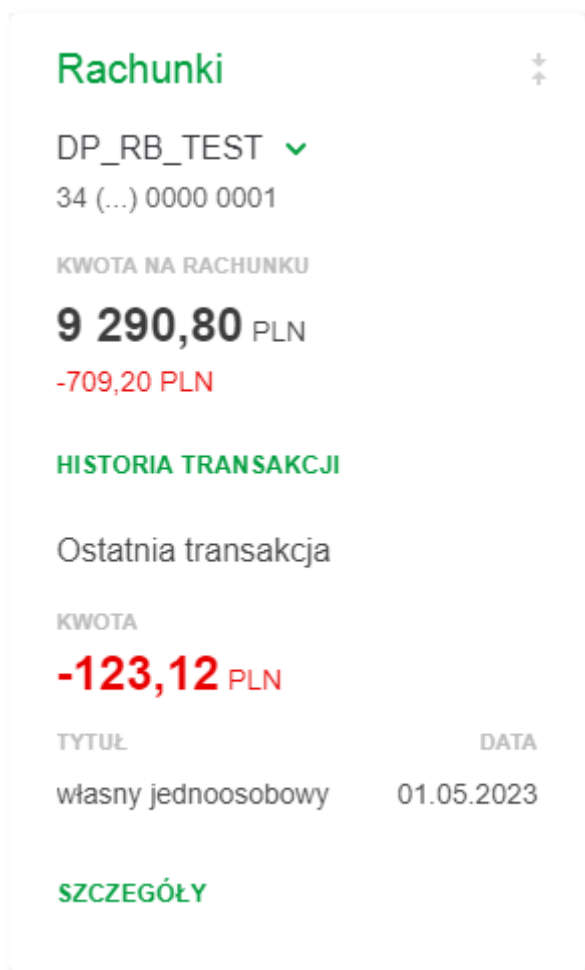 Rachunki
DP_RB_TEST
34 (...) 0000 0001
KWOTA NA RACHUNKU
9 290,80 PLN
-709,20 PLN
HISTORIA TRANSAKCJI
Ostatnia transakcja
KWOTA
-123,12 PLN
TYTUŁ DATA
własny jednoosobowy 01.05.2023
SZCZEGÓŁY